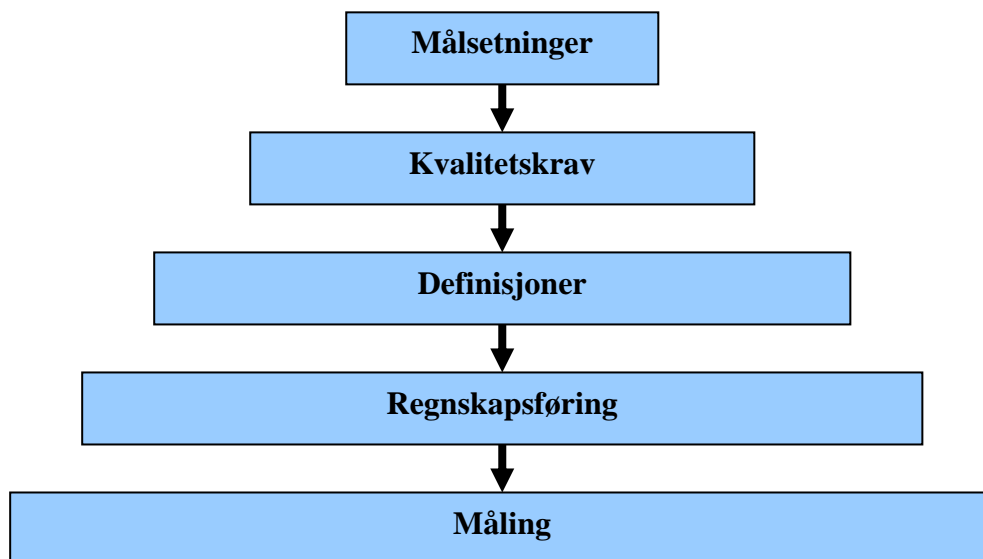 Målsetninger
Kvalitetskrav
Definisjoner
Regnskapsføring
Måling